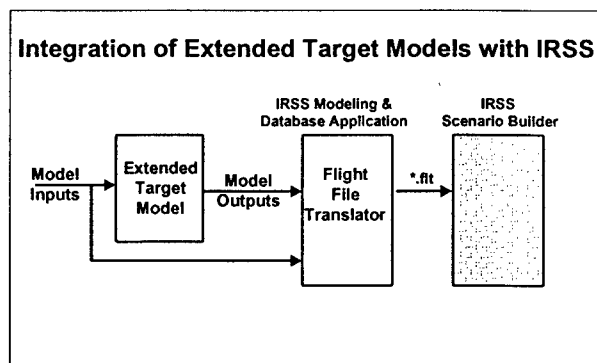 Integration of Extended Target Models with IRSS
IRSS Modeling &
Database Application
IRSS
Scenario Builder
Model
Inputs
Extended
Target
Model
Model
Outputs
Flight
File
Translator
*.flt